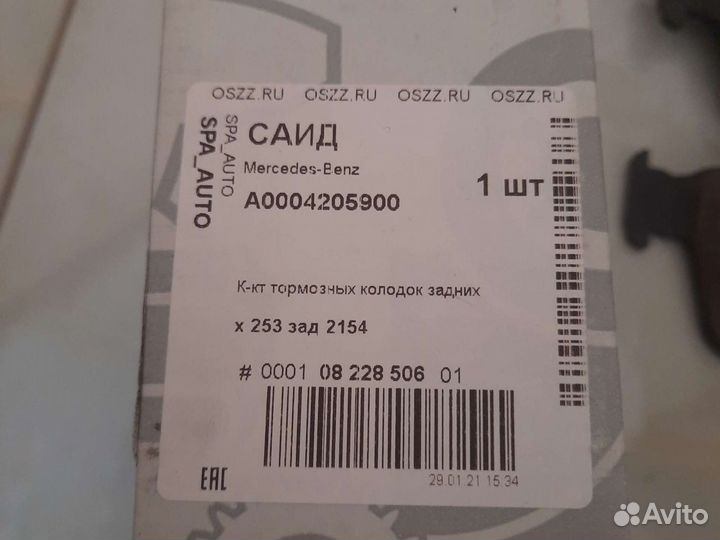 OSZZ.RU OSZZ.RU OSZZ.RU OSZZ.RU
SPA_AUTO
SPA_AUTO
САИД
Mercedes-Benz
A0004205900
1 шт
К-кт тормозных колодок задних
x 253 зад 2154
# 0001 08 228 506 01
EAC
29.01.21 15:34
Avito